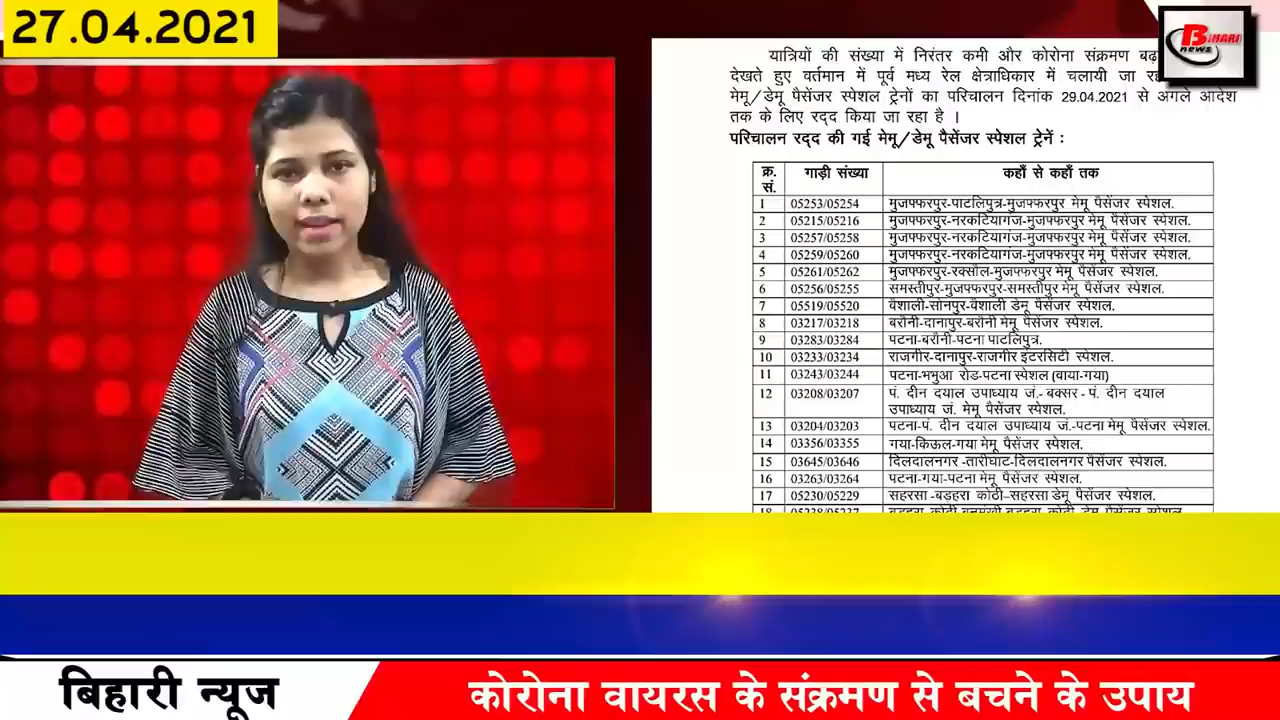 27.04.2021
BIHARI
news
यात्रियों की संख्या में निरंतर कमी और कोरोना संक्रमण
देखते हुए वर्तमान में पूर्व मध्य रेल क्षेत्राधिकार में चलायी जा
मेमू/डेमू पैसेंजर स्पेशल ट्रेनों का परिचालन दिनांक 29.04.2021 से अगले आदेश
तक के लिए रद्द किया जा रहा है ।
परिचालन रद्द की गई मेमू/डेमू पैसेंजर स्पेशल ट्रेनें :
क्र. सं. गाड़ी संख्या कहाँ से कहाँ तक
1 05253/05254 मुजफ्फरपुर-पाटलिपुत्र-मुजफ्फरपुर मेमू पैसेंजर स्पेशल.
2 05215/05216 मुजफ्फरपुर-नरकटियागंज-मुजफ्फरपुर मेमू पैसेंजर स्पेशल.
3 05257/05258 मुजफ्फरपुर-नरकटियागंज-मुजफ्फरपुर मेमू पैसेंजर स्पेशल.
4 05259/05260 मुजफ्फरपुर-नरकटियागंज-मुजफ्फरपुर मेमू पैसेंजर स्पेशल.
5 05261/05262 मुजफ्फरपुर-रक्सौल-मुजफ्फरपुर मेमू पैसेंजर स्पेशल.
6 05256/05255 समस्तीपुर-मुजफ्फरपुर-समस्तीपुर मेमू पैसेंजर स्पेशल.
7 05519/05520 वैशाली-सोनपुर-वैशाली डेमू पैसेंजर स्पेशल.
8 03217/03218 बरौनी-दानापुर-बरौनी मेमू पैसेंजर स्पेशल.
9 03283/03284 पटना-बरौनी-पटना पाटलिपुत्र.
10 03233/03234 राजगीर-दानापुर-राजगीर इंटरसिटी स्पेशल.
11 03243/03244 पटना-भभुआ रोड-पटना स्पेशल (वाया-गया)
12 03208/03207 पं. दीन दयाल उपाध्याय जं.- बक्सर - पं. दीन दयाल
उपाध्याय जं. मेमू पैसेंजर स्पेशल.
13 03204/03203 पटना-पं. दीन दयाल उपाध्याय जं.-पटना मेमू पैसेंजर स्पेशल.
14 03356/03355 गया-किऊल-गया मेमू पैसेंजर स्पेशल.
15 03645/03646 दिलदालनगर -तारीघाट-दिलदालनगर पैसेंजर स्पेशल.
16 03263/03264 पटना-गया-पटना मेमू पैसेंजर स्पेशल.
17 05230/05229 सहरसा -बड़हरा कोठी-सहरसा डेमू पैसेंजर स्पेशल.
बिहारी न्यूज
कोरोना वायरस के संक्रमण से बचने के उपाय